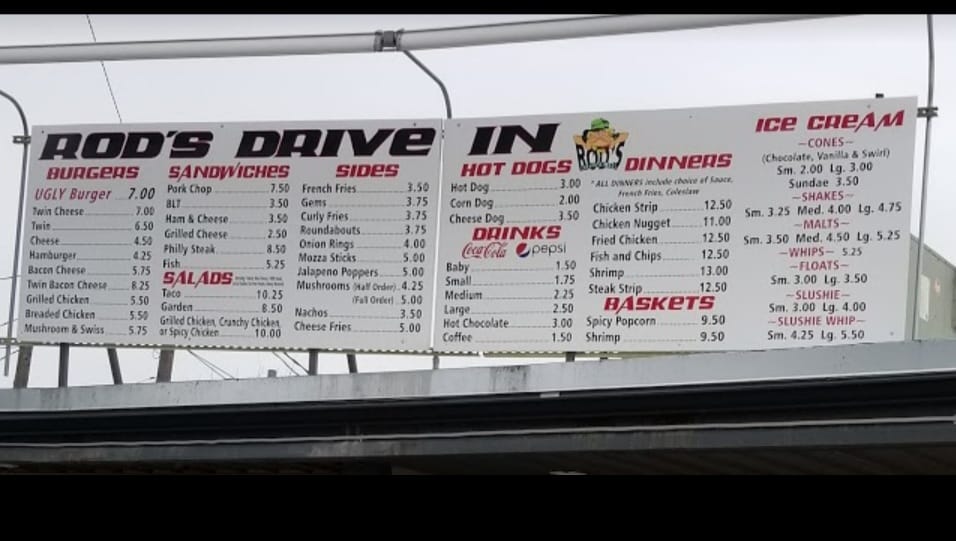 ROD'S DRIVE IN
BURGERS
UGLY Burger 7.00
Twin Cheese 7.00
Twin 6.50
Cheese 4.50
Hamburger 4.25
Bacon Cheese 5.75
Twin Bacon Cheese 8.25
Grilled Chicken 5.50
Breaded Chicken 5.50
Mushroom & Swiss 5.75
SANDWICHES
Pork Chop 7.50
BLT 3.50
Ham & Cheese 3.50
Grilled Cheese 2.50
Philly Steak 8.50
Fish 5.25
SALADS
Taco 10.25
Garden 8.50
Grilled Chicken, Crunchy Chicken,
or Spicy Chicken 10.00
SIDES
French Fries 3.50
Gems 3.75
Curly Fries 3.75
Roundabouts 3.75
Onion Rings 4.00
Mozza Sticks 5.00
Jalapeno Poppers 5.00
Mushrooms (Half Order) 4.25
(Full Order) 5.00
Nachos 3.50
Cheese Fries 5.00
HOT DOGS
Hot Dog 3.00
Corn Dog 2.00
Cheese Dog 3.50
DRINKS
Coca-Cola pepsi
Baby 1.50
Small 1.75
Medium 2.25
Large 2.50
Hot Chocolate 3.00
Coffee 1.50
ROD'S
DINNERS
*ALL DINNERS include choice of Sauce,
French Fries, Coleslaw
Chicken Strip 12.50
Chicken Nugget 11.00
Fried Chicken 12.50
Fish and Chips 12.50
Shrimp 13.00
Steak Strip 12.50
BASKETS
Spicy Popcorn 9.50
Shrimp 9.50
ICE CREAM
~CONES~
(Chocolate, Vanilla & Swirl)
Sm. 2.00 Lg. 3.00
Sundae 3.50
~SHAKES~
Sm. 3.25 Med. 4.00 Lg. 4.75
~MALTS~
Sm. 3.50 Med. 4.50 Lg. 5.25
~WHIPS~ 5.25
~FLOATS~
Sm. 3.00 Lg. 3.50
~SLUSHIE~
Sm. 3.00 Lg. 4.00
~SLUSHIE WHIP~
Sm. 4.25 Lg. 5.50